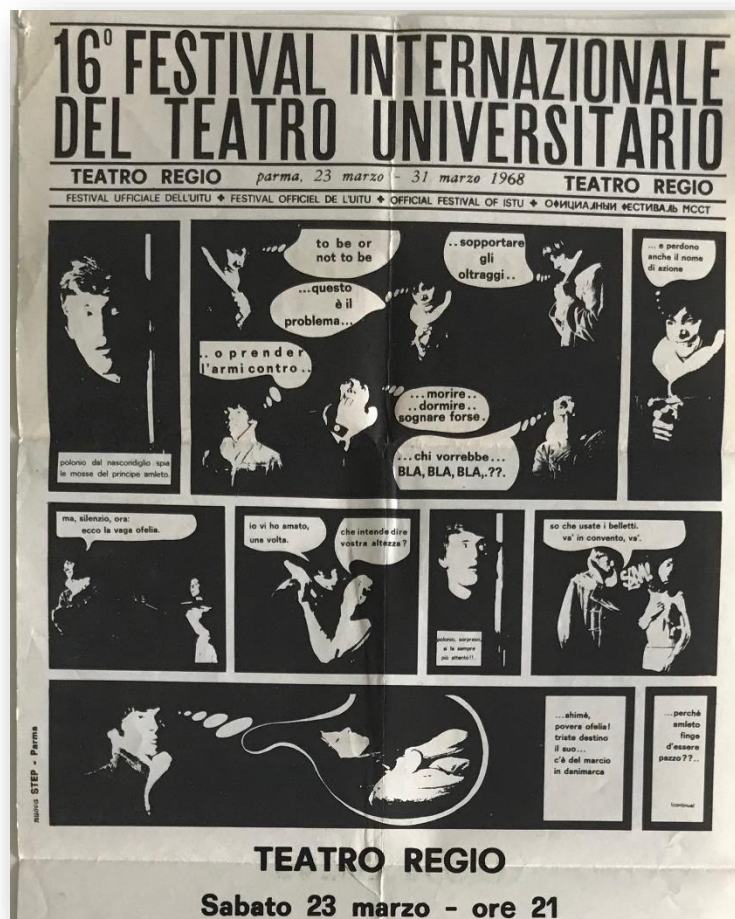 16° FESTIVAL INTERNAZIONALE
DEL TEATRO UNIVERSITARIO
TEATRO REGIO parma, 23 marzo - 31 marzo 1968 TEATRO REGIO
FESTIVAL UFFICIALE DELL'UITU ✦ FESTIVAL OFFICIEL DE L'UITU ✦ OFFICIAL FESTIVAL OF ISTU ✦ ОФИЦИАЛНЫИ ФЕСТИВАЛЬ МССТ
polonio dal nascondiglio spia
le mosse del principe amleto.
to be or
not to be
...questo
è il
problema...
..sopportare
gli
oltraggi..
..o prender
l'armi contro..
...morire..
..dormire..
sognare forse.
...chi vorrebbe...
BLA, BLA, BLA,.??.
... e perdono
anche il nome
di azione
ma, silenzio, ora:
ecco la vaga ofelia.
io vi ho amato,
una volta.
che intende dire
vostra altezza?
polonio, sorpreso,
si fa sempre
più attento!!.
so che usate i belletti.
va' in convento, va'.
...ahimè,
povera ofelia!
triste destino
il suo...
c'è del marcio
in danimarca
...perchè
amleto
finge
d'essere
pazzo??..
(continua)
nuova STEP - Parma
TEATRO REGIO
Sabato 23 marzo - ore 21